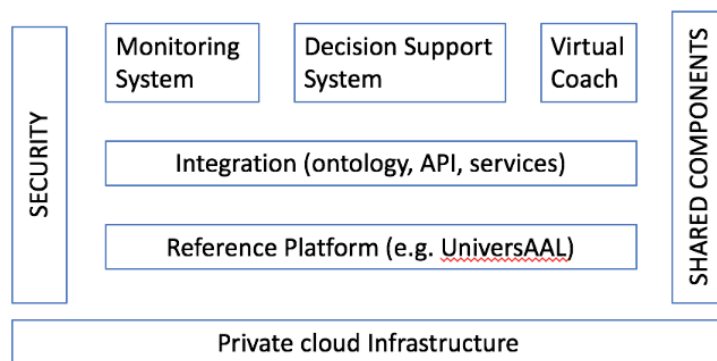 SECURITY
Monitoring
System
Decision Support
System
Virtual
Coach
Integration (ontology, API, services)
Reference Platform (e.g. UniversAAL)
SHARED COMPONENTS
Private cloud Infrastructure